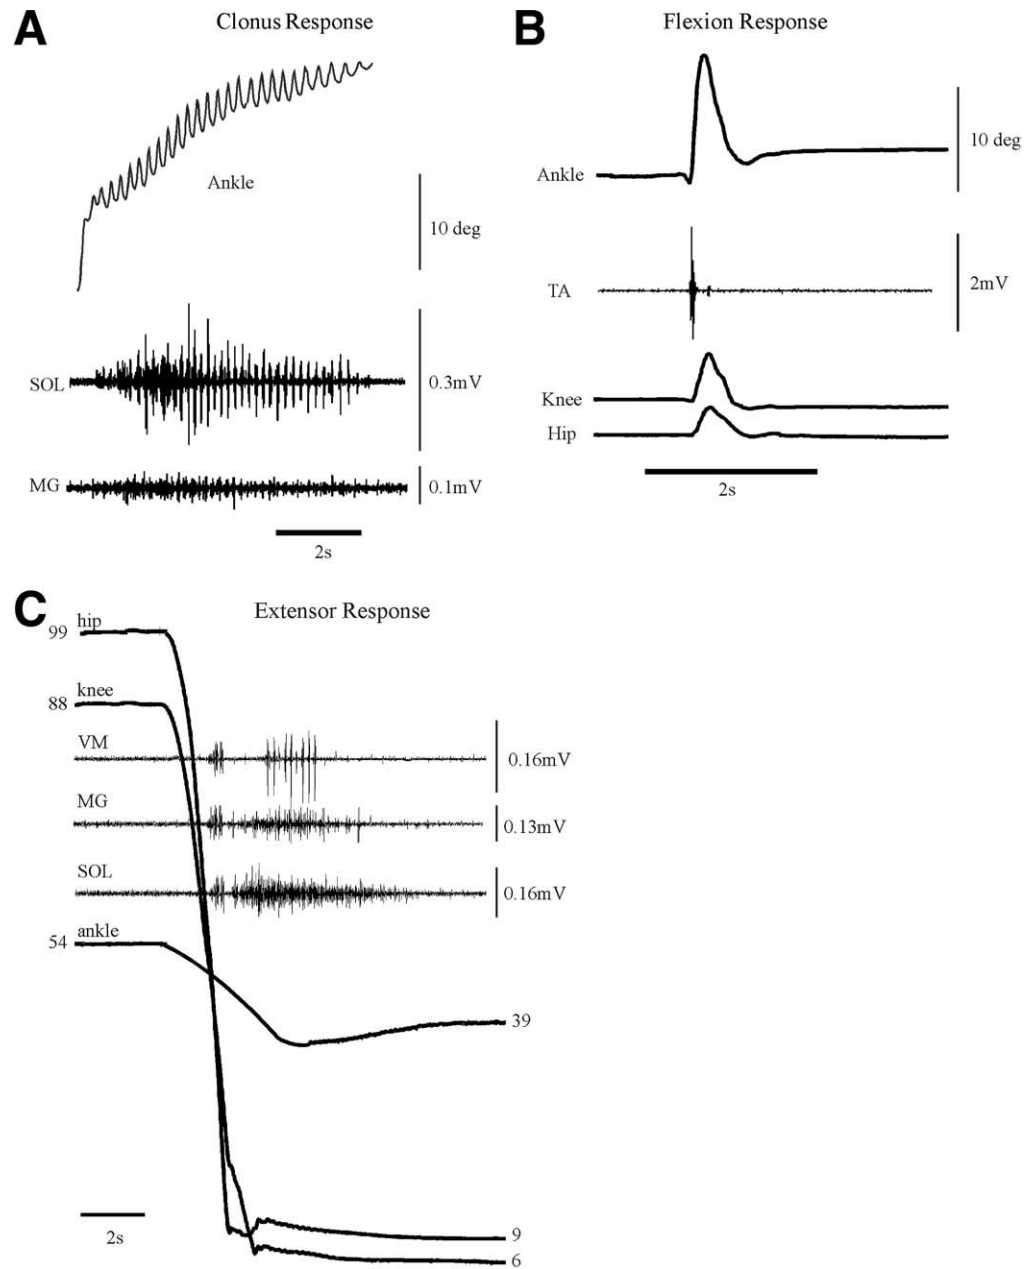 A
Clonus Response
Ankle
10 deg
SOL
0.3mV
MG
0.1mV
2s
B
Flexion Response
Ankle
10 deg
TA
2mV
Knee
Hip
2s
C
Extensor Response
hip
99
knee
88
VM
0.16mV
MG
0.13mV
SOL
0.16mV
ankle
54
39
2s
9
6